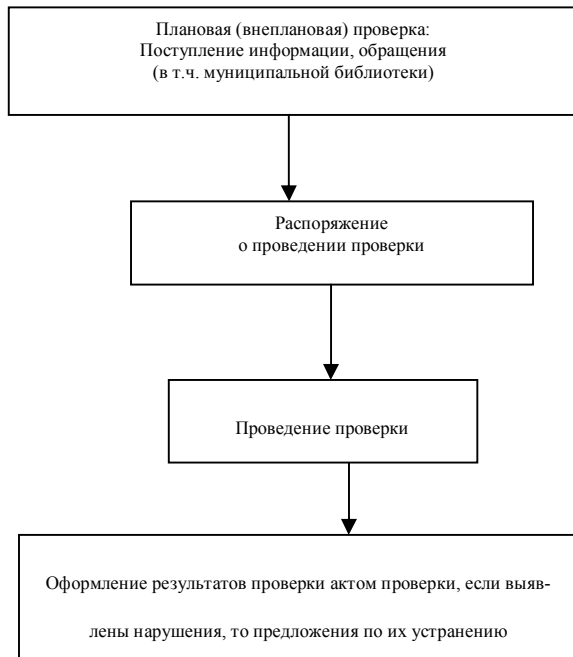 Плановая (внеплановая) проверка:
Поступление информации, обращения
(в т.ч. муниципальной библиотеки)
Распоряжение
о проведении проверки
Проведение проверки
Оформление результатов проверки актом проверки, если выяв-
лены нарушения, то предложения по их устранению